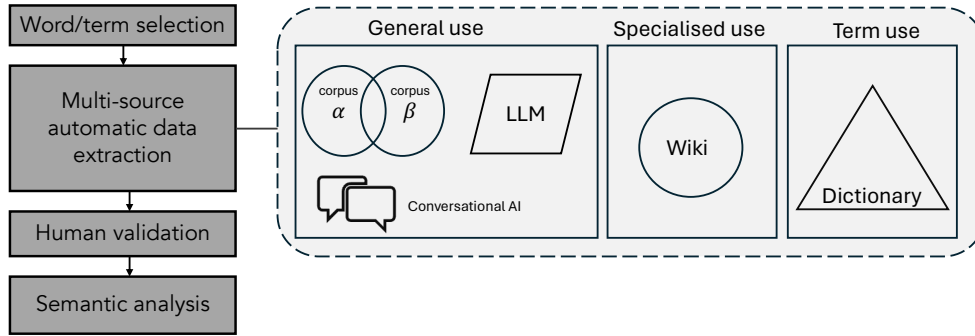 Word/term selection
Multi-source
automatic data
extraction
Human validation
Semantic analysis
General use
Specialised use
Term use
corpus
α
corpus
β
LLM
Conversational AI
Wiki
Dictionary